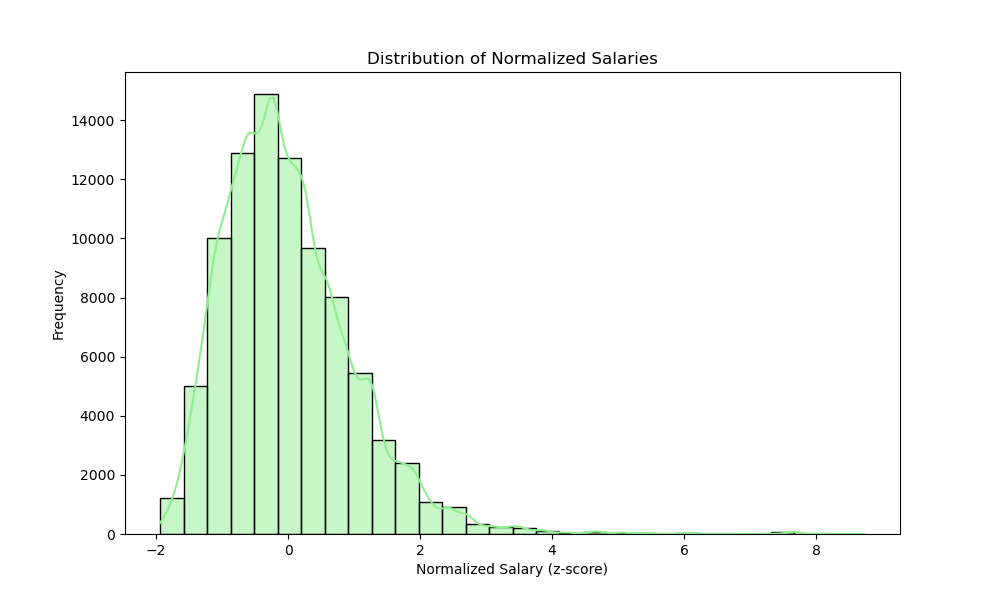 Distribution of Normalized Salaries
Frequency
14000
12000
10000
8000
6000
4000
2000
0
−2 0 2 4 6 8
Normalized Salary (z-score)